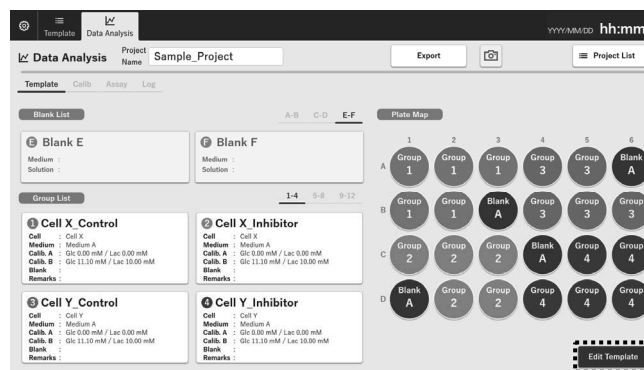 Template
Data Analysis
YYYY/MM/DD hh:mm
Data Analysis
Project Name
Sample_Project
Export
Project List
Template Calib Assay Log
Blank List
A-B C-D E-F
E Blank E
Medium :
Solution :
F Blank F
Medium :
Solution :
Group List
1-4 5-8 9-12
1 Cell X_Control
Cell : Cell X
Medium : Medium A
Calib. A : Glc 0.00 mM / Lac 0.00 mM
Calib. B : Glc 11.10 mM / Lac 10.00 mM
Blank :
Remarks :
2 Cell X_Inhibitor
Cell : Cell X
Medium : Medium A
Calib. A : Glc 0.00 mM / Lac 0.00 mM
Calib. B : Glc 11.10 mM / Lac 10.00 mM
Blank :
Remarks :
3 Cell Y_Control
Cell : Cell Y
Medium : Medium A
Calib. A : Glc 0.00 mM / Lac 0.00 mM
Calib. B : Glc 11.10 mM / Lac 10.00 mM
Blank :
Remarks :
4 Cell Y_Inhibitor
Cell : Cell Y
Medium : Medium A
Calib. A : Glc 0.00 mM / Lac 0.00 mM
Calib. B : Glc 11.10 mM / Lac 10.00 mM
Blank :
Remarks :
Plate Map
1 2 3 4 5 6
A Group 1 Group 1 Group 1 Group 3 Group 3 Blank A
B Group 1 Group 1 Blank A Group 3 Group 3 Group 3
C Group 2 Group 2 Group 2 Blank A Group 4 Group 4
D Blank A Group 2 Group 2 Group 4 Group 4 Group 4
Edit Template